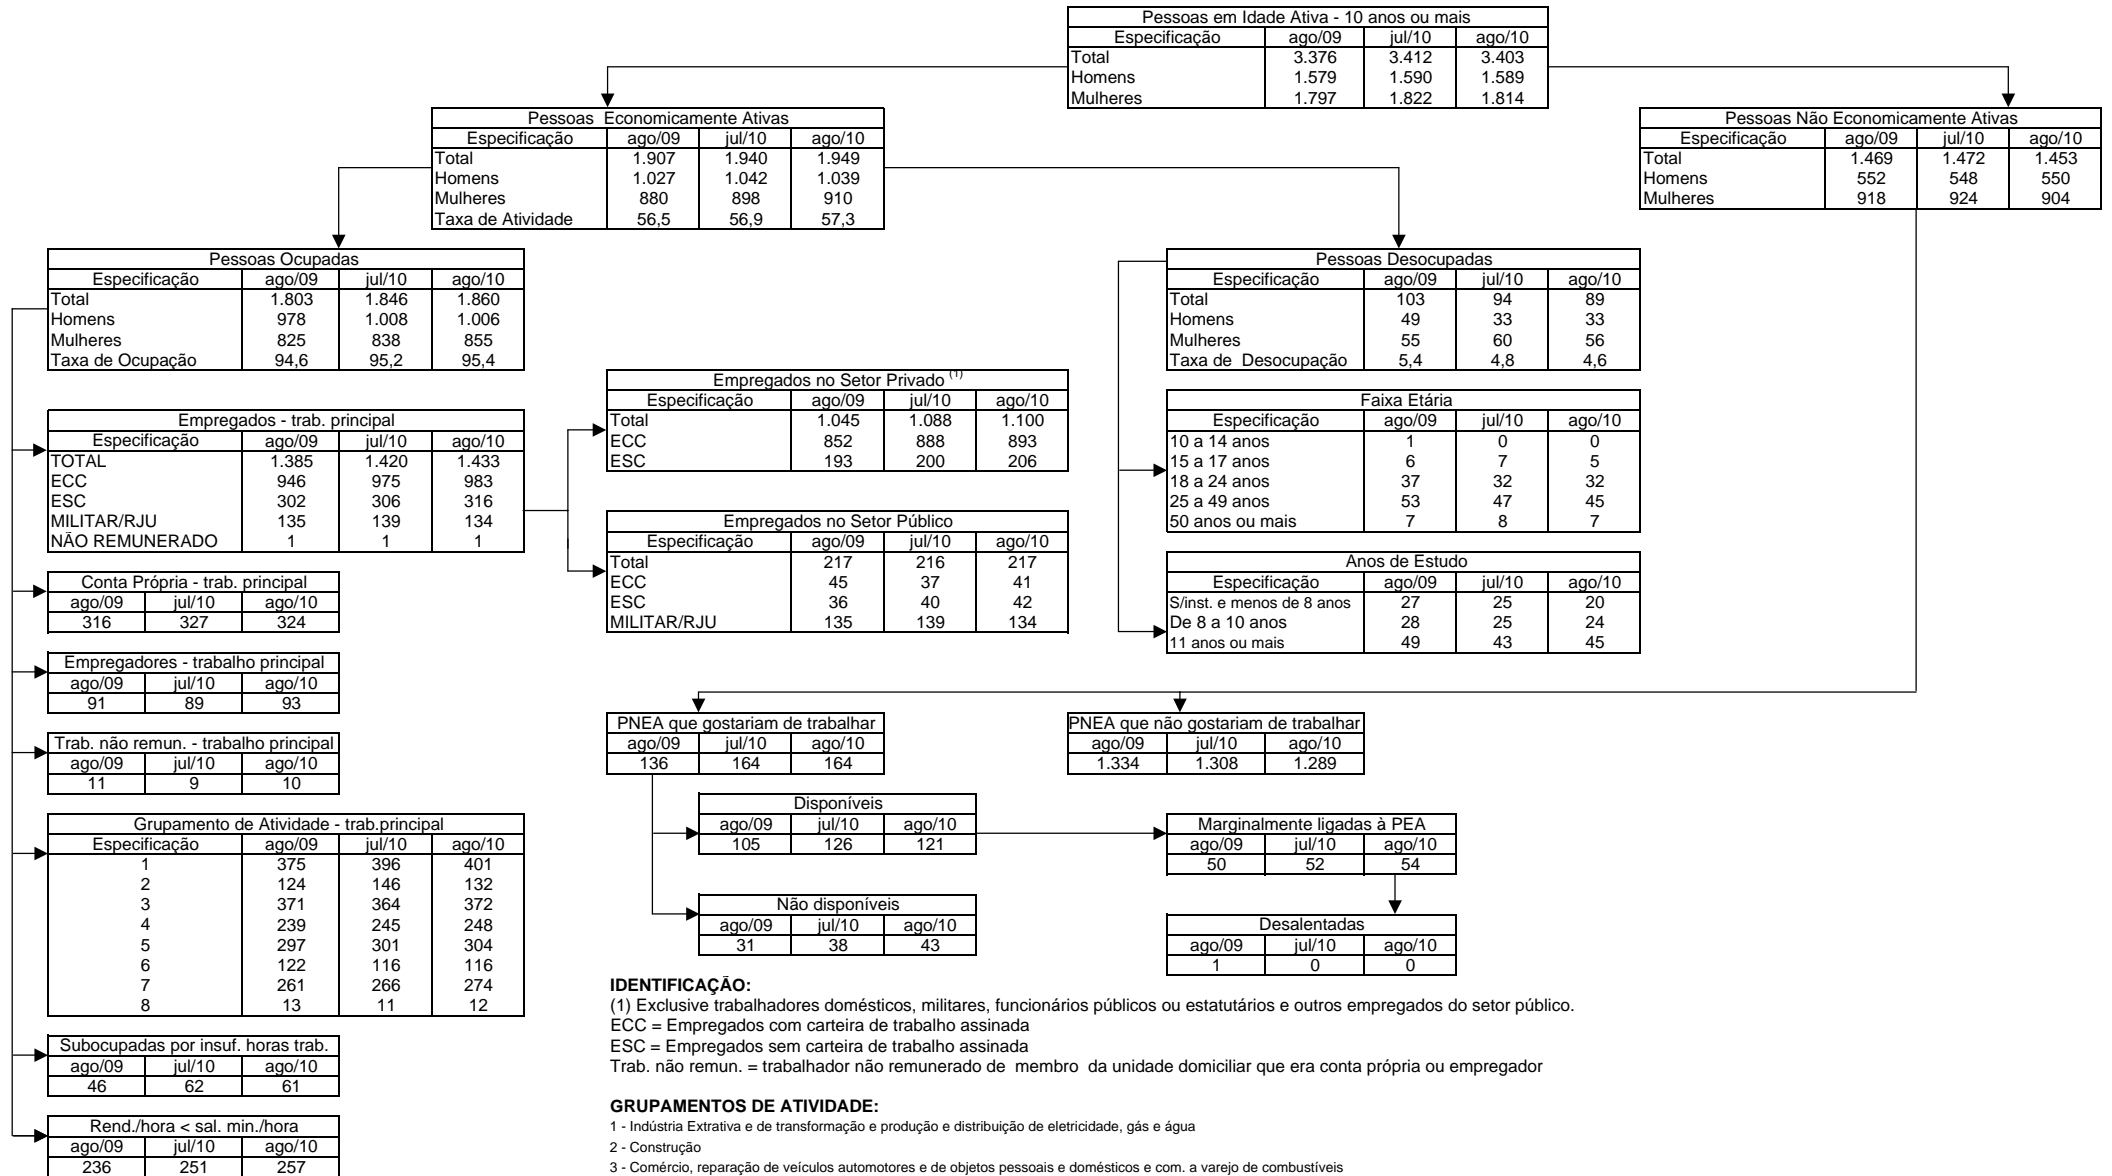 Pessoas em Idade Ativa - 10 anos ou mais
Especificação ago/09 jul/10 ago/10
Total 3.376 3.412 3.403
Homens 1.579 1.590 1.589
Mulheres 1.797 1.822 1.814
Pessoas Economicamente Ativas
Especificação ago/09 jul/10 ago/10
Total 1.907 1.940 1.949
Homens 1.027 1.042 1.039
Mulheres 880 898 910
Taxa de Atividade 56,5 56,9 57,3
Pessoas Não Economicamente Ativas
Especificação ago/09 jul/10 ago/10
Total 1.469 1.472 1.453
Homens 552 548 550
Mulheres 918 924 904
Pessoas Ocupadas
Especificação ago/09 jul/10 ago/10
Total 1.803 1.846 1.860
Homens 978 1.008 1.006
Mulheres 825 838 855
Taxa de Ocupação 94,6 95,2 95,4
Pessoas Desocupadas
Especificação ago/09 jul/10 ago/10
Total 103 94 89
Homens 49 33 33
Mulheres 55 60 56
Taxa de Desocupação 5,4 4,8 4,6
Empregados - trab. principal
Especificação ago/09 jul/10 ago/10
TOTAL 1.385 1.420 1.433
ECC 946 975 983
ESC 302 306 316
MILITAR/RJU 135 139 134
NÃO REMUNERADO 1 1 1
Empregados no Setor Privado (1)
Especificação ago/09 jul/10 ago/10
Total 1.045 1.088 1.100
ECC 852 888 893
ESC 193 200 206
Empregados no Setor Público
Especificação ago/09 jul/10 ago/10
Total 217 216 217
ECC 45 37 41
ESC 36 40 42
MILITAR/RJU 135 139 134
Faixa Etária
Especificação ago/09 jul/10 ago/10
10 a 14 anos 1 0 0
15 a 17 anos 6 7 5
18 a 24 anos 37 32 32
25 a 49 anos 53 47 45
50 anos ou mais 7 8 7
Anos de Estudo
Especificação ago/09 jul/10 ago/10
S/inst. e menos de 8 anos 27 25 20
De 8 a 10 anos 28 25 24
11 anos ou mais 49 43 45
Conta Própria - trab. principal
ago/09 jul/10 ago/10
316 327 324
Empregadores - trabalho principal
ago/09 jul/10 ago/10
91 89 93
Trab. não remun. - trabalho principal
ago/09 jul/10 ago/10
11 9 10
Grupamento de Atividade - trab.principal
Especificação ago/09 jul/10 ago/10
1 375 396 401
2 124 146 132
3 371 364 372
4 239 245 248
5 297 301 304
6 122 116 116
7 261 266 274
8 13 11 12
Subocupadas por insuf. horas trab.
ago/09 jul/10 ago/10
46 62 61
Rend./hora < sal. min./hora
ago/09 jul/10 ago/10
236 251 257
PNEA que gostariam de trabalhar
ago/09 jul/10 ago/10
136 164 164
PNEA que não gostariam de trabalhar
ago/09 jul/10 ago/10
1.334 1.308 1.289
Disponíveis
ago/09 jul/10 ago/10
105 126 121
Marginalmente ligadas à PEA
ago/09 jul/10 ago/10
50 52 54
Não disponíveis
ago/09 jul/10 ago/10
31 38 43
Desalentadas
ago/09 jul/10 ago/10
1 0 0
IDENTIFICAÇÃO:
(1) Exclusive trabalhadores domésticos, militares, funcionários públicos ou estatutários e outros empregados do setor público.
ECC = Empregados com carteira de trabalho assinada
ESC = Empregados sem carteira de trabalho assinada
Trab. não remun. = trabalhador não remunerado de membro da unidade domiciliar que era conta própria ou empregador
GRUPAMENTOS DE ATIVIDADE:
1 - Indústria Extrativa e de transformação e produção e distribuição de eletricidade, gás e água
2 - Construção
3 - Comércio, reparação de veículos automotores e de objetos pessoais e domésticos e com. a varejo de combustíveis